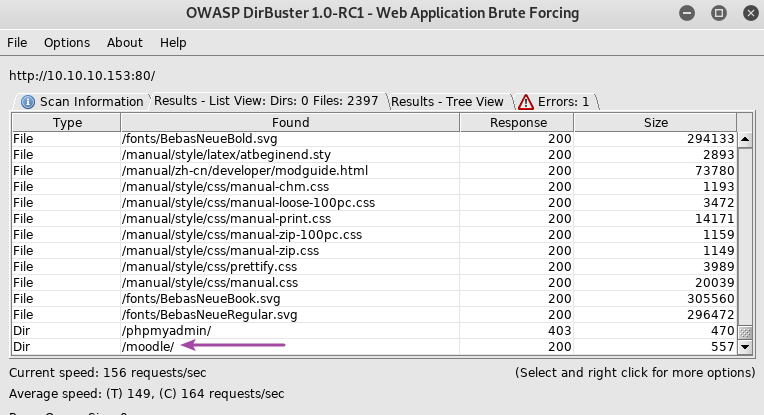 OWASP DirBuster 1.0-RC1 - Web Application Brute Forcing
File Options About Help
http://10.10.10.153:80/
Scan Information Results - List View: Dirs: 0 Files: 2397 Results - Tree View Errors: 1
Type Found Response Size
File /fonts/BebasNeueBold.svg 200 294133
File /manual/style/latex/atbeginend.sty 200 2893
File /manual/zh-cn/developer/modguide.html 200 73780
File /manual/style/css/manual-chm.css 200 1193
File /manual/style/css/manual-loose-100pc.css 200 3472
File /manual/style/css/manual-print.css 200 14171
File /manual/style/css/manual-zip-100pc.css 200 1159
File /manual/style/css/manual-zip.css 200 1149
File /manual/style/css/prettify.css 200 3989
File /manual/style/css/manual.css 200 20039
File /fonts/BebasNeueBook.svg 200 305560
File /fonts/BebasNeueRegular.svg 200 296472
Dir /phpmyadmin/ 403 470
Dir /moodle/ 200 557
Current speed: 156 requests/sec (Select and right click for more options)
Average speed: (T) 149, (C) 164 requests/sec